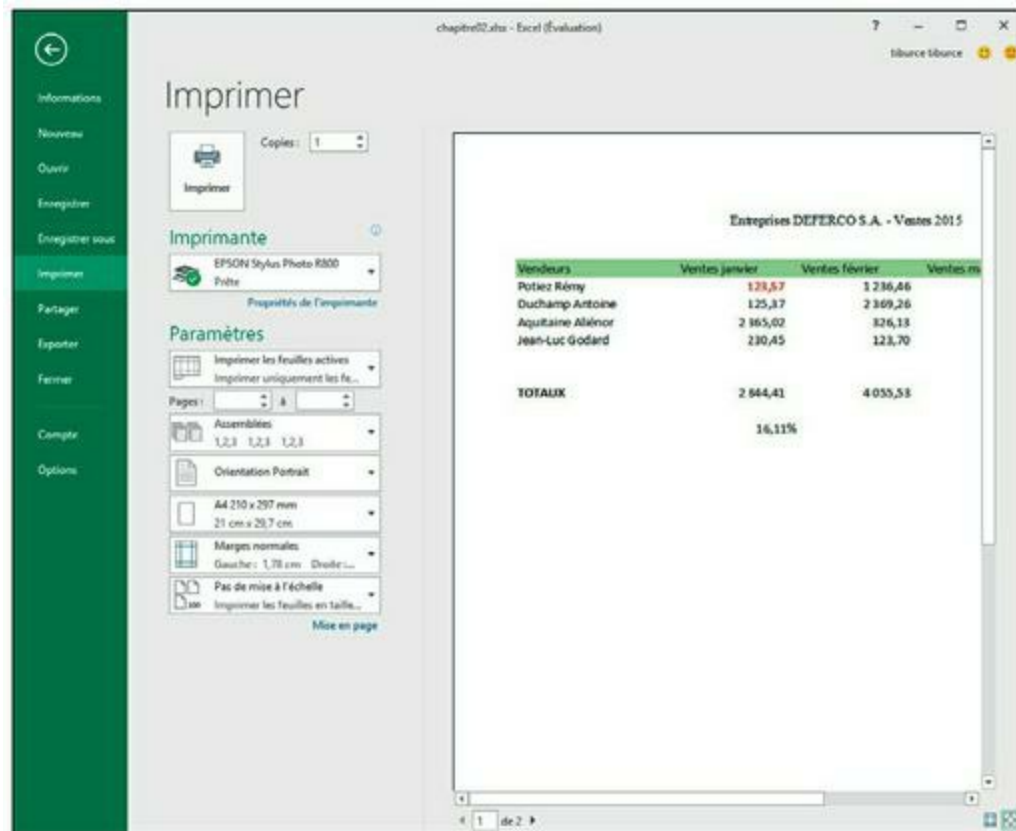 chapitre02.xlsx - Excel (Évaluation)
?
tiburce tiburce
Informations
Nouveau
Ouvrir
Enregistrer
Enregistrer sous
Imprimer
Partager
Exporter
Fermer
Compte
Options
Imprimer
Copies : 1
Imprimer
Imprimante
EPSON Stylus Photo R800
Prête
Propriétés de l'imprimante
Paramètres
Imprimer les feuilles actives
Imprimer uniquement les fe...
Pages : à
Assemblées
1,2,3 1,2,3 1,2,3
Orientation Portrait
A4 210 x 297 mm
21 cm x 29,7 cm
Marges normales
Gauche : 1,78 cm Droite :...
Pas de mise à l'échelle
Imprimer les feuilles en taille...
Mise en page
Entreprises DEFERCO S.A. - Ventes 2015
Vendeurs Ventes janvier Ventes février Ventes m
Potiez Rémy 123,57 1 236,46
Duchamp Antoine 125,37 2 369,26
Aquitaine Aliénor 2 365,02 326,13
Jean-Luc Godard 230,45 123,70
TOTAUX 2 844,41 4 055,53
16,11%
1 de 2